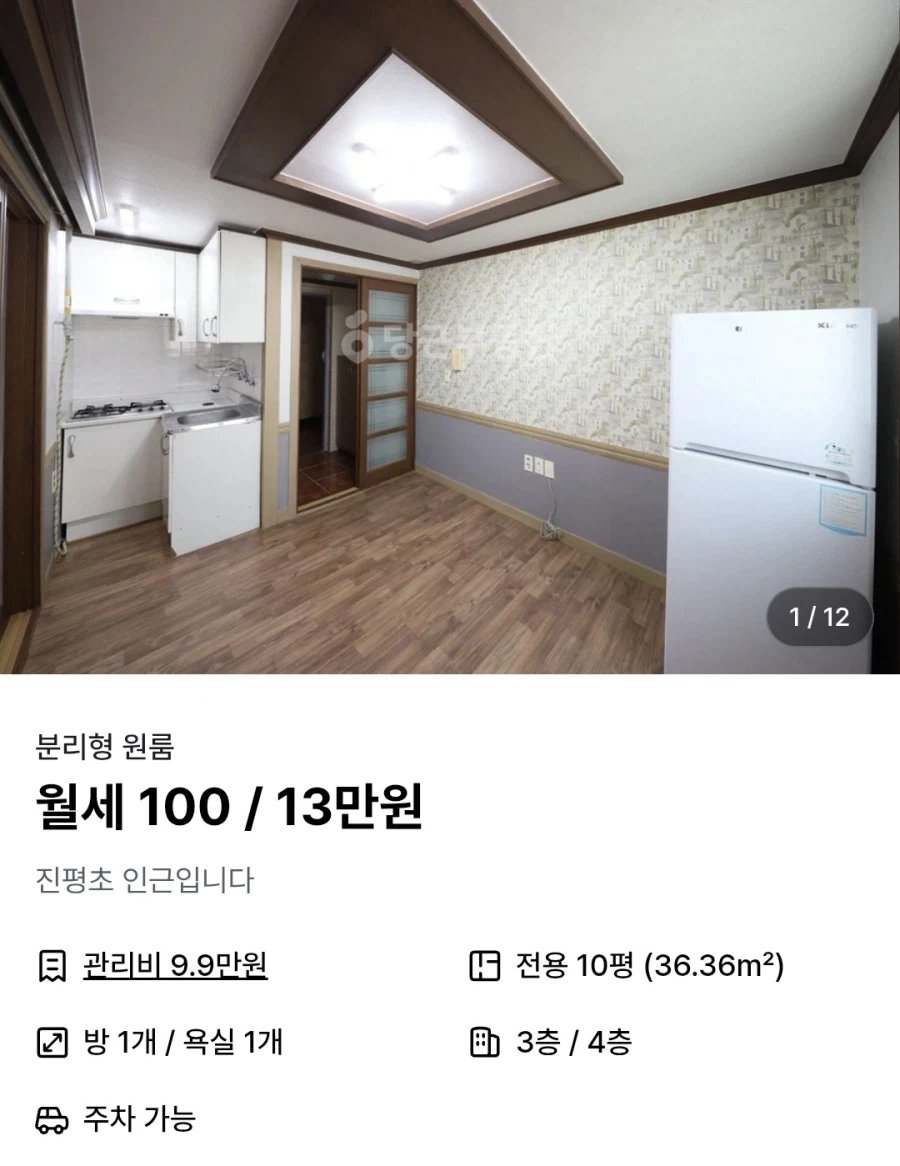 당근
1 / 12
분리형 원룸
월세 100 / 13만원
진평초 인근입니다
관리비 9.9만원
전용 10평 (36.36m²)
방 1개 / 욕실 1개
3층 / 4층
주차 가능